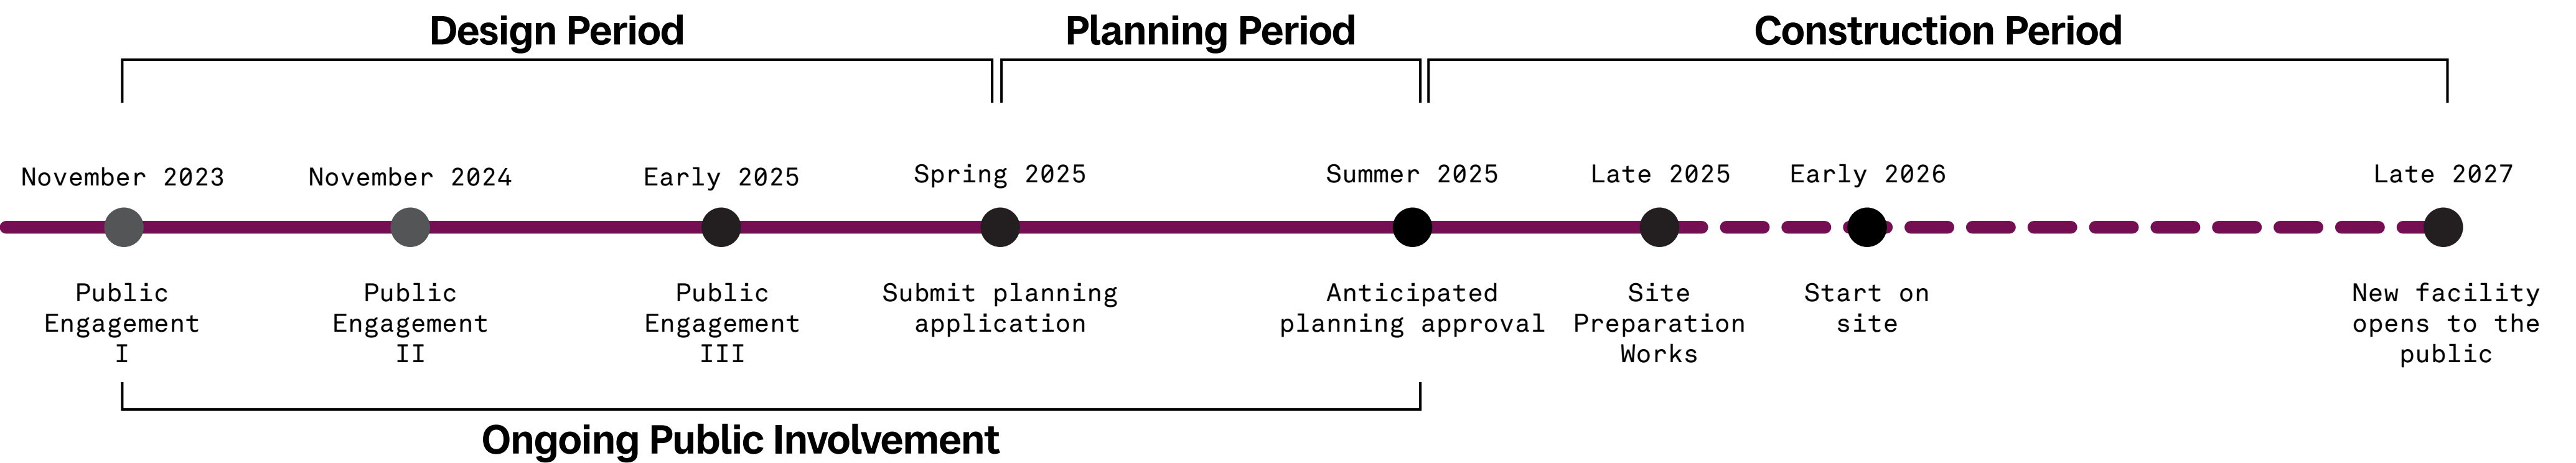 Design Period
Planning Period
Construction Period
November 2023
November 2024
Early 2025
Spring 2025
Summer 2025
Late 2025
Early 2026
Late 2027
Public
Engagement
I
Public
Engagement
II
Public
Engagement
III
Submit planning
application
Anticipated
planning approval
Site
Preparation
Works
Start on
site
New facility
opens to the
public
Ongoing Public Involvement